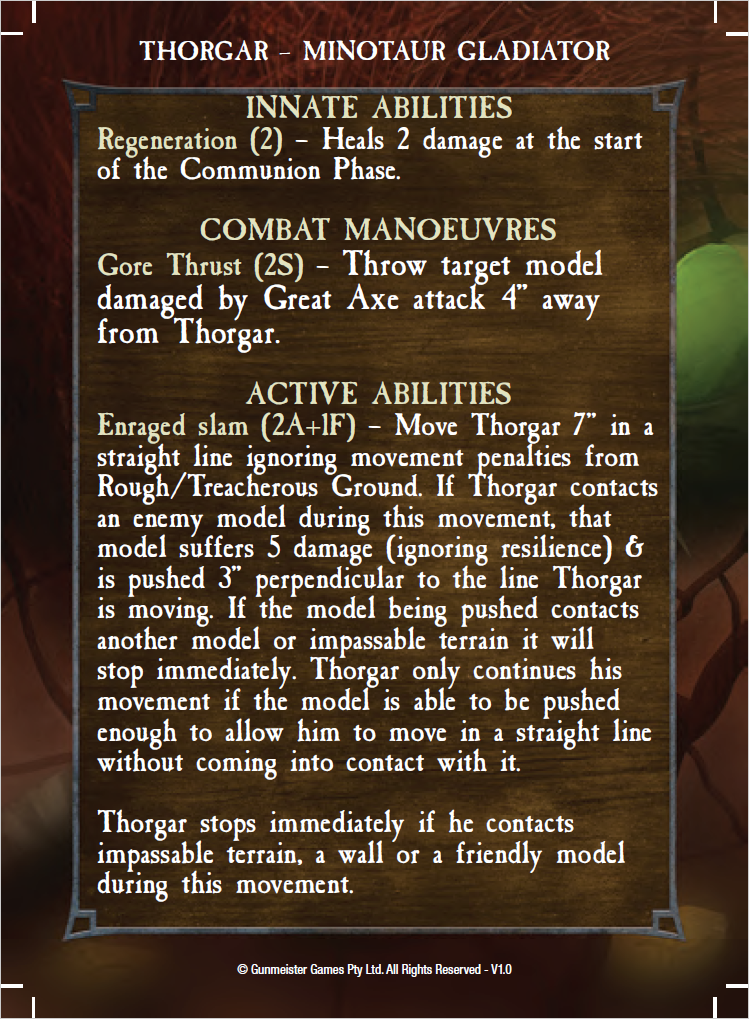 THORGAR – MINOTAUR GLADIATOR
INNATE ABILITIES
Regeneration (2) – Heals 2 damage at the start
of the Communion Phase.
COMBAT MANOEUVRES
Gore Thrust (2S) – Throw target model
damaged by Great Axe attack 4" away
from Thorgar.
ACTIVE ABILITIES
Enraged slam (2A+1F) – Move Thorgar 7" in a
straight line ignoring movement penalties from
Rough/Treacherous Ground. If Thorgar contacts
an enemy model during this movement, that
model suffers 5 damage (ignoring resilience) &
is pushed 3" perpendicular to the line Thorgar
is moving. If the model being pushed contacts
another model or impassable terrain it will
stop immediately. Thorgar only continues his
movement if the model is able to be pushed
enough to allow him to move in a straight line
without coming into contact with it.
Thorgar stops immediately if he contacts
impassable terrain, a wall or a friendly model
during this movement.
© Gunmeister Games Pty Ltd. All Rights Reserved - V1.0